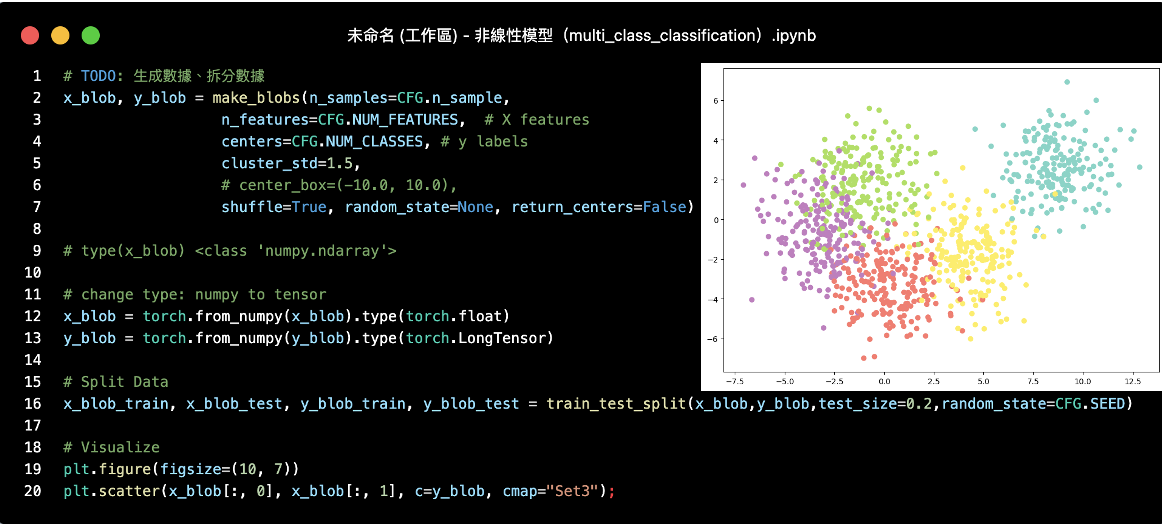 未命名 (工作區) - 非線性模型（multi_class_classification）.ipynb
1 # TODO: 生成數據、拆分數據
2 x_blob, y_blob = make_blobs(n_samples=CFG.n_sample,
3 n_features=CFG.NUM_FEATURES,  # X features
4 centers=CFG.NUM_CLASSES, # y labels
5 cluster_std=1.5,
6 # center_box=(-10.0, 10.0),
7 shuffle=True, random_state=None, return_centers=False)
8
9 # type(x_blob) <class 'numpy.ndarray'>
10
11 # change type: numpy to tensor
12 x_blob = torch.from_numpy(x_blob).type(torch.float)
13 y_blob = torch.from_numpy(y_blob).type(torch.LongTensor)
14
15 # Split Data
16 x_blob_train, x_blob_test, y_blob_train, y_blob_test = train_test_split(x_blob,y_blob,test_size=0.2,random_state=CFG.SEED)
17
18 # Visualize
19 plt.figure(figsize=(10, 7))
20 plt.scatter(x_blob[:, 0], x_blob[:, 1], c=y_blob, cmap="Set3");
6
4
2
0
−2
−4
−6
−7.5 −5.0 −2.5 0.0 2.5 5.0 7.5 10.0 12.5